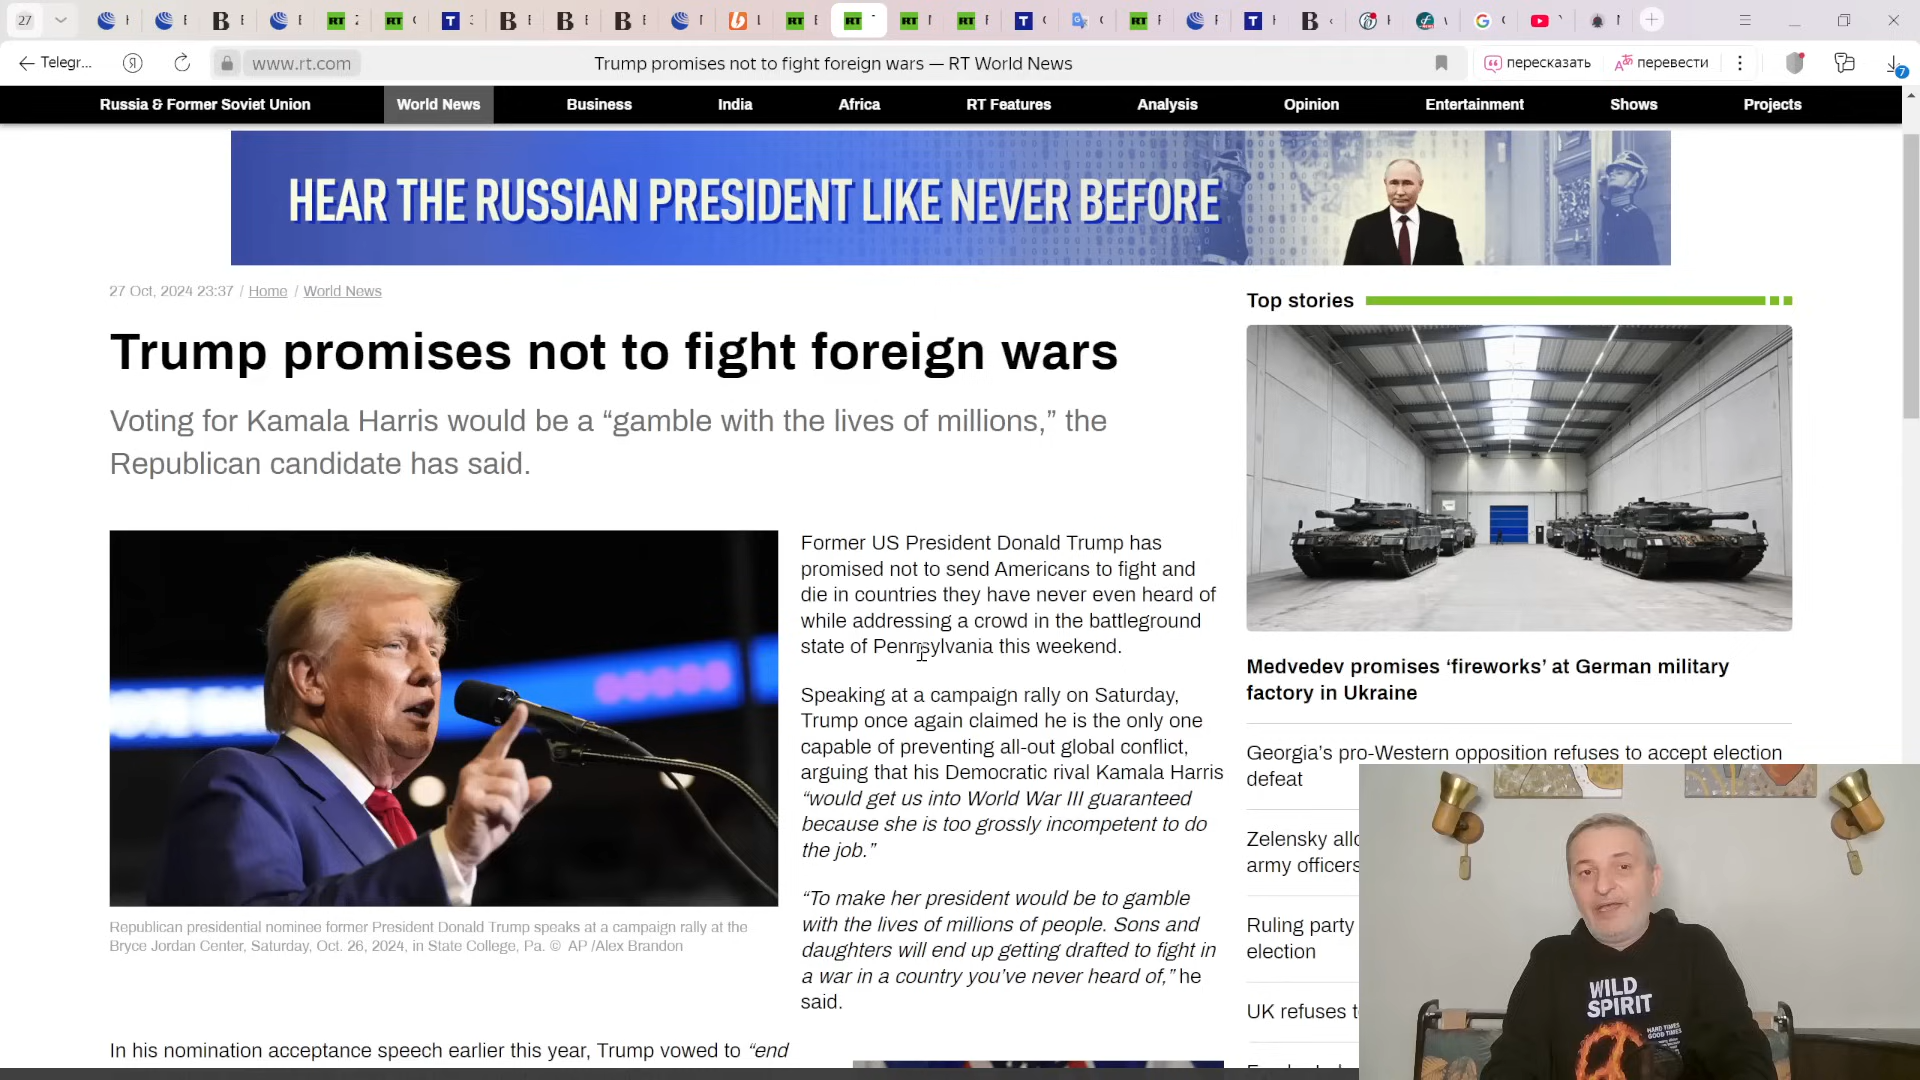 27
Telegr...
www.rt.com
Trump promises not to fight foreign wars — RT World News
пересказать
перевести
7
Russia & Former Soviet Union
World News
Business
India
Africa
RT Features
Analysis
Opinion
Entertainment
Shows
Projects
HEAR THE RUSSIAN PRESIDENT LIKE NEVER BEFORE
27 Oct, 2024 23:37 / Home / World News
Trump promises not to fight foreign wars
Voting for Kamala Harris would be a “gamble with the lives of millions,” the
Republican candidate has said.
Republican presidential nominee former President Donald Trump speaks at a campaign rally at the
Bryce Jordan Center, Saturday, Oct. 26, 2024, in State College, Pa. © AP /Alex Brandon
Former US President Donald Trump has
promised not to send Americans to fight and
die in countries they have never even heard of
while addressing a crowd in the battleground
state of Pennsylvania this weekend.
Speaking at a campaign rally on Saturday,
Trump once again claimed he is the only one
capable of preventing all-out global conflict,
arguing that his Democratic rival Kamala Harris
“would get us into World War III guaranteed
because she is too grossly incompetent to do
the job.”
“To make her president would be to gamble
with the lives of millions of people. Sons and
daughters will end up getting drafted to fight in
a war in a country you’ve never heard of,” he
said.
In his nomination acceptance speech earlier this year, Trump vowed to “end
Top stories
Medvedev promises ‘fireworks’ at German military
factory in Ukraine
Georgia’s pro-Western opposition refuses to accept election
defeat
Zelensky
army officers
Ruling party
election
UK refuses
WILD
SPIRIT
HARD TIMES
GOOD TIMES